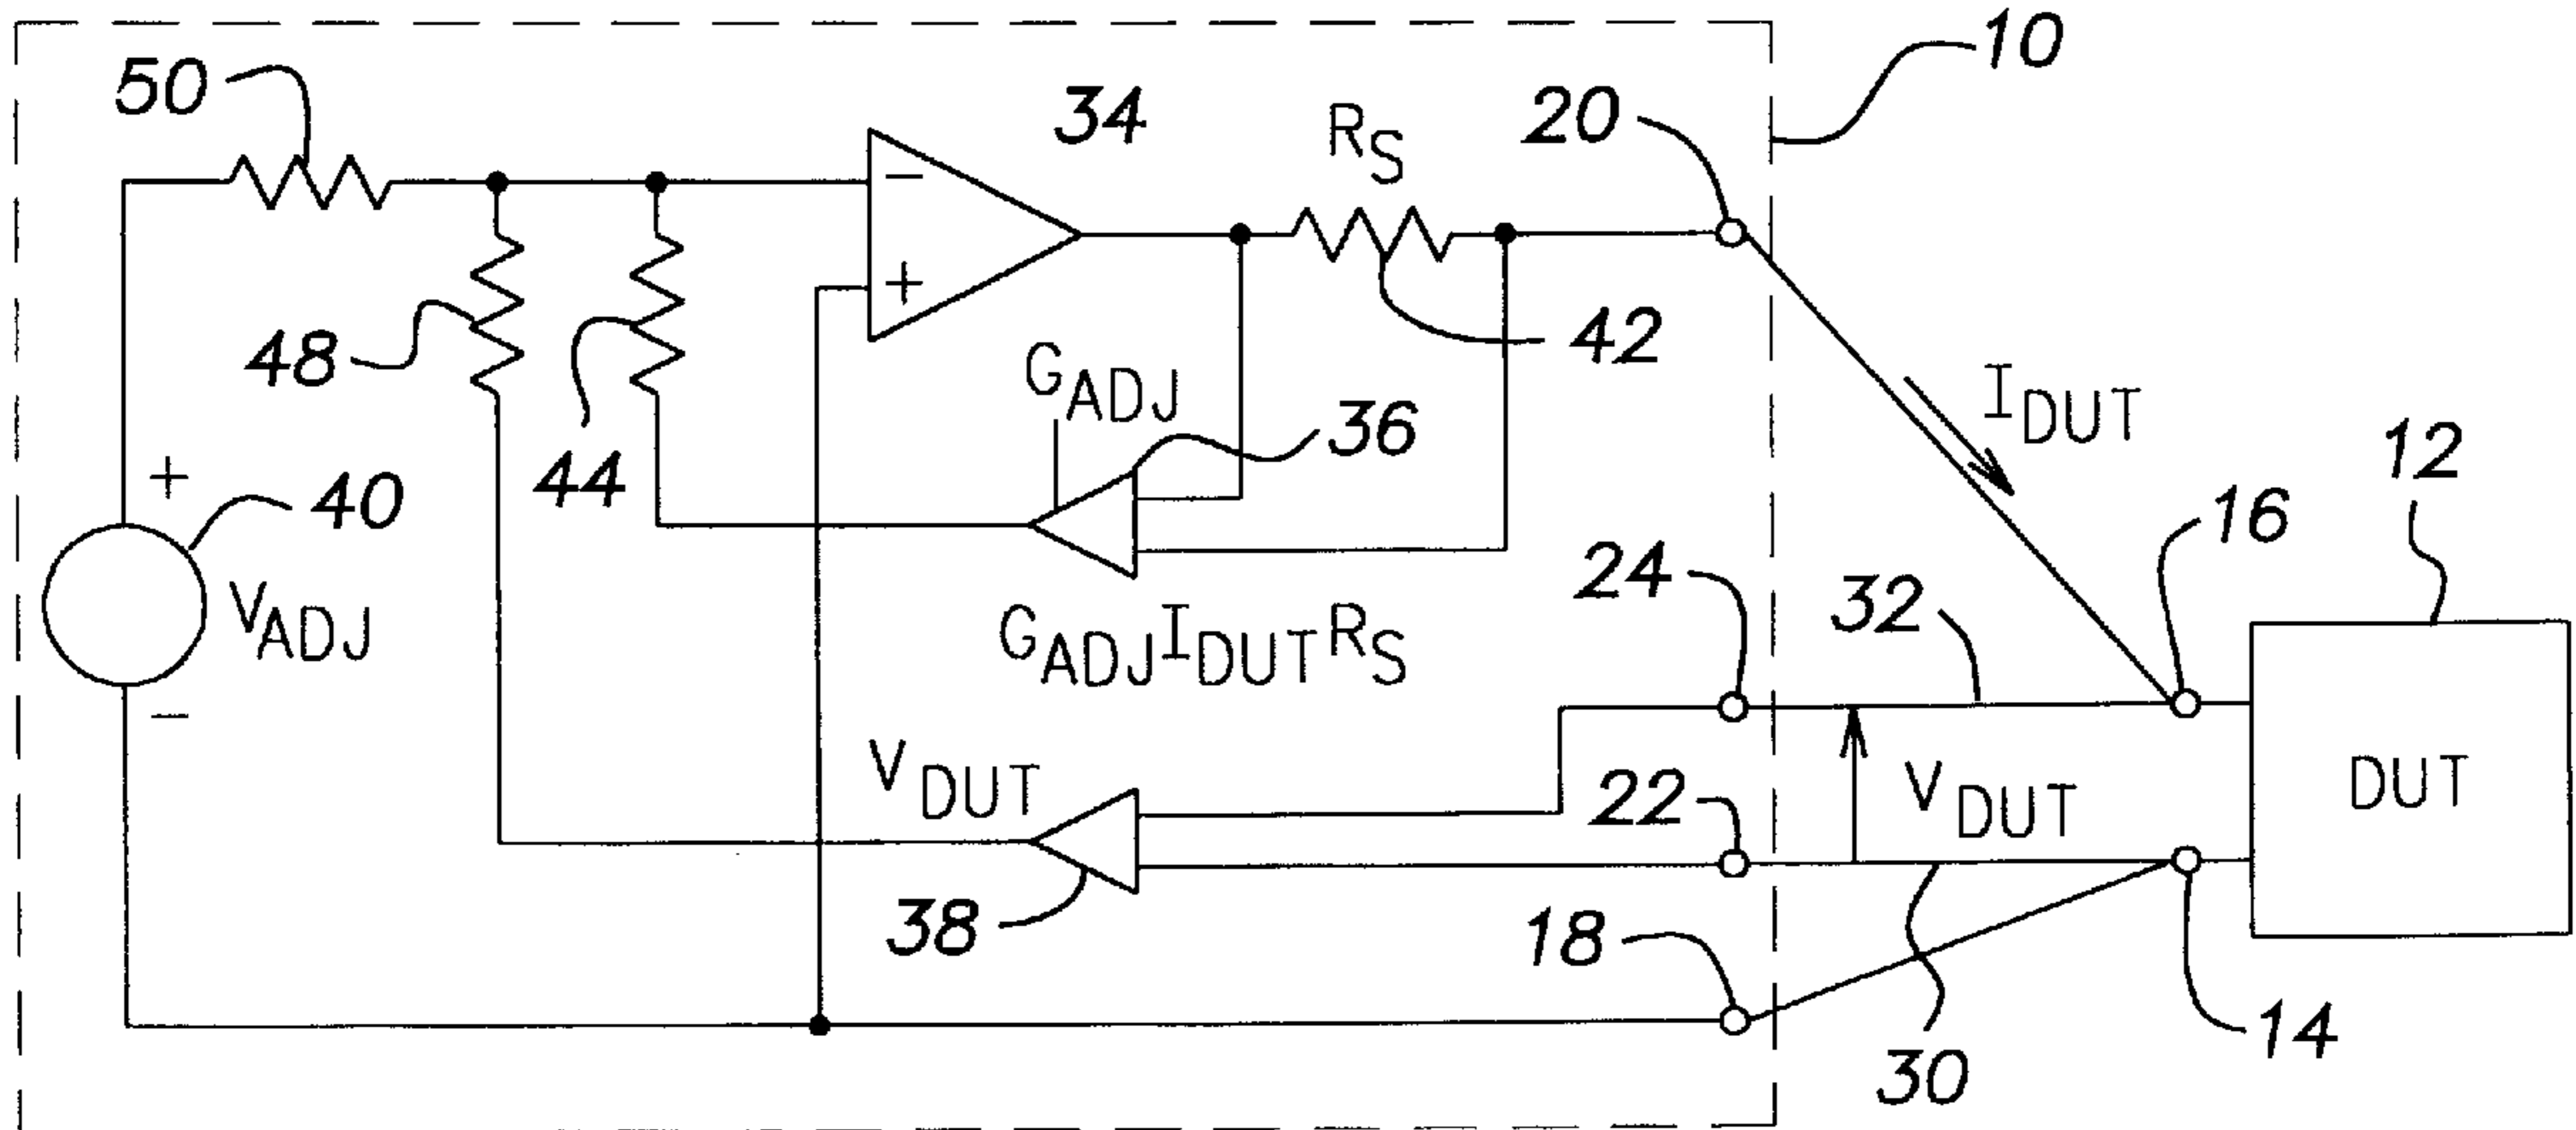 10
50
34
R_S
20
−
+
48
44
42
G_ADJ
36
I_DUT
12
+
40
V_ADJ
−
16
24
32
G_ADJ I_DUT R_S
V_DUT
22
V_DUT
DUT
38
18
30
14